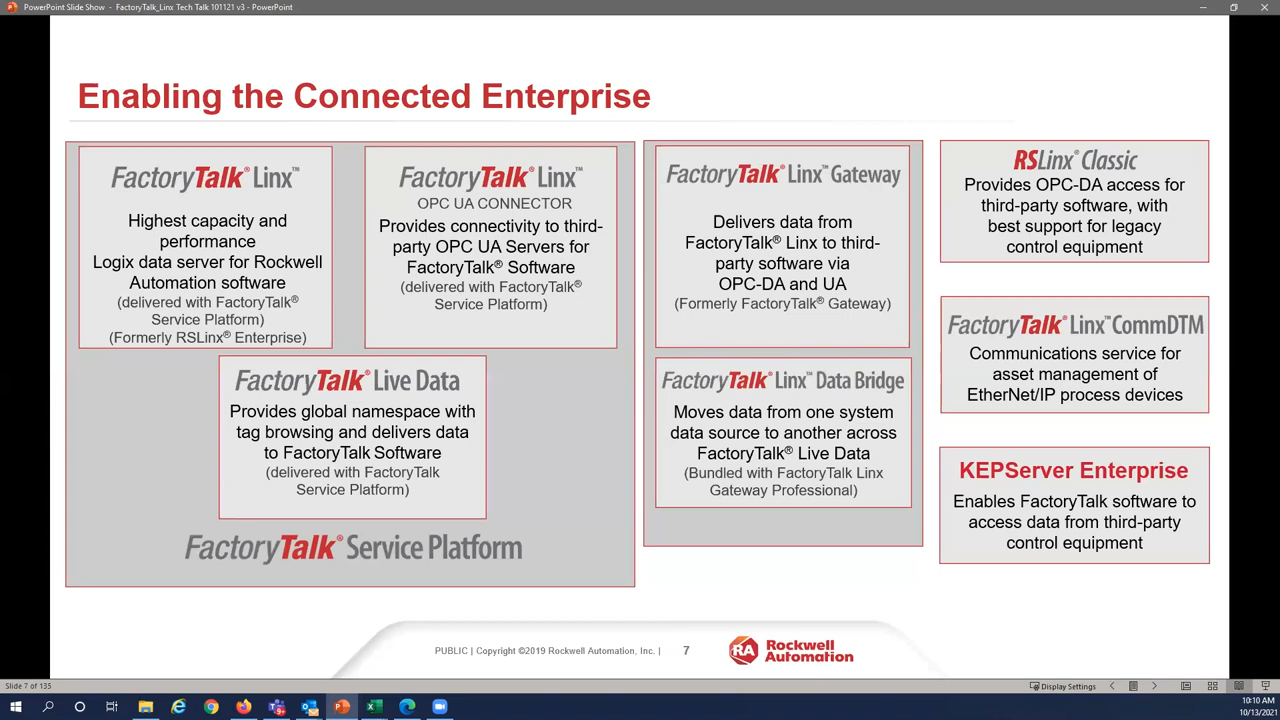 PowerPoint Slide Show - FactoryTalk_Linx Tech Talk 101121 v3 - PowerPoint
Enabling the Connected Enterprise
FactoryTalk® Linx™
Highest capacity and
performance
Logix data server for Rockwell
Automation software
(delivered with FactoryTalk®
Service Platform)
(Formerly RSLinx® Enterprise)
FactoryTalk® Linx™
OPC UA CONNECTOR
Provides connectivity to third-
party OPC UA Servers for
FactoryTalk® Software
(delivered with FactoryTalk®
Service Platform)
FactoryTalk® Live Data
Provides global namespace with
tag browsing and delivers data
to FactoryTalk Software
(delivered with FactoryTalk
Service Platform)
FactoryTalk® Service Platform
FactoryTalk® Linx™ Gateway
Delivers data from
FactoryTalk® Linx to third-
party software via
OPC-DA and UA
(Formerly FactoryTalk® Gateway)
FactoryTalk® Linx™ Data Bridge
Moves data from one system
data source to another across
FactoryTalk® Live Data
(Bundled with FactoryTalk Linx
Gateway Professional)
RSLinx® Classic
Provides OPC-DA access for
third-party software, with
best support for legacy
control equipment
FactoryTalk® Linx™ CommDTM
Communications service for
asset management of
EtherNet/IP process devices
KEPServer Enterprise
Enables FactoryTalk software to
access data from third-party
control equipment
PUBLIC | Copyright ©2019 Rockwell Automation, Inc. |
7
RA
Rockwell
Automation
Slide 7 of 135
Display Settings
10:10 AM
10/13/2021